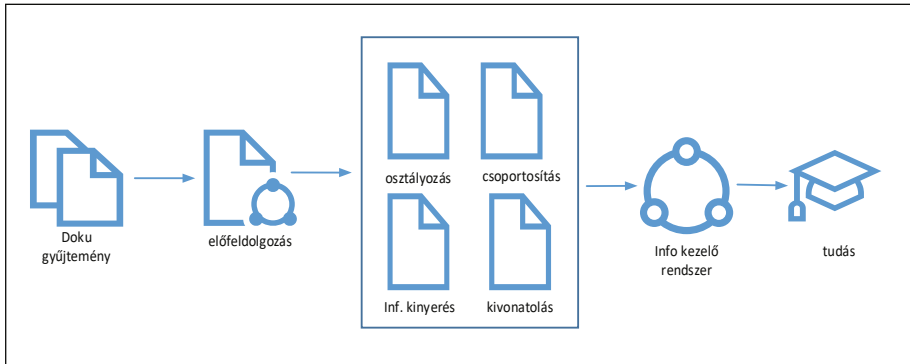 Doku
gyűjtemény
előfeldolgozás
osztályozás
csoportosítás
Inf. kinyerés
kivonatolás
Info kezelő
rendszer
tudás